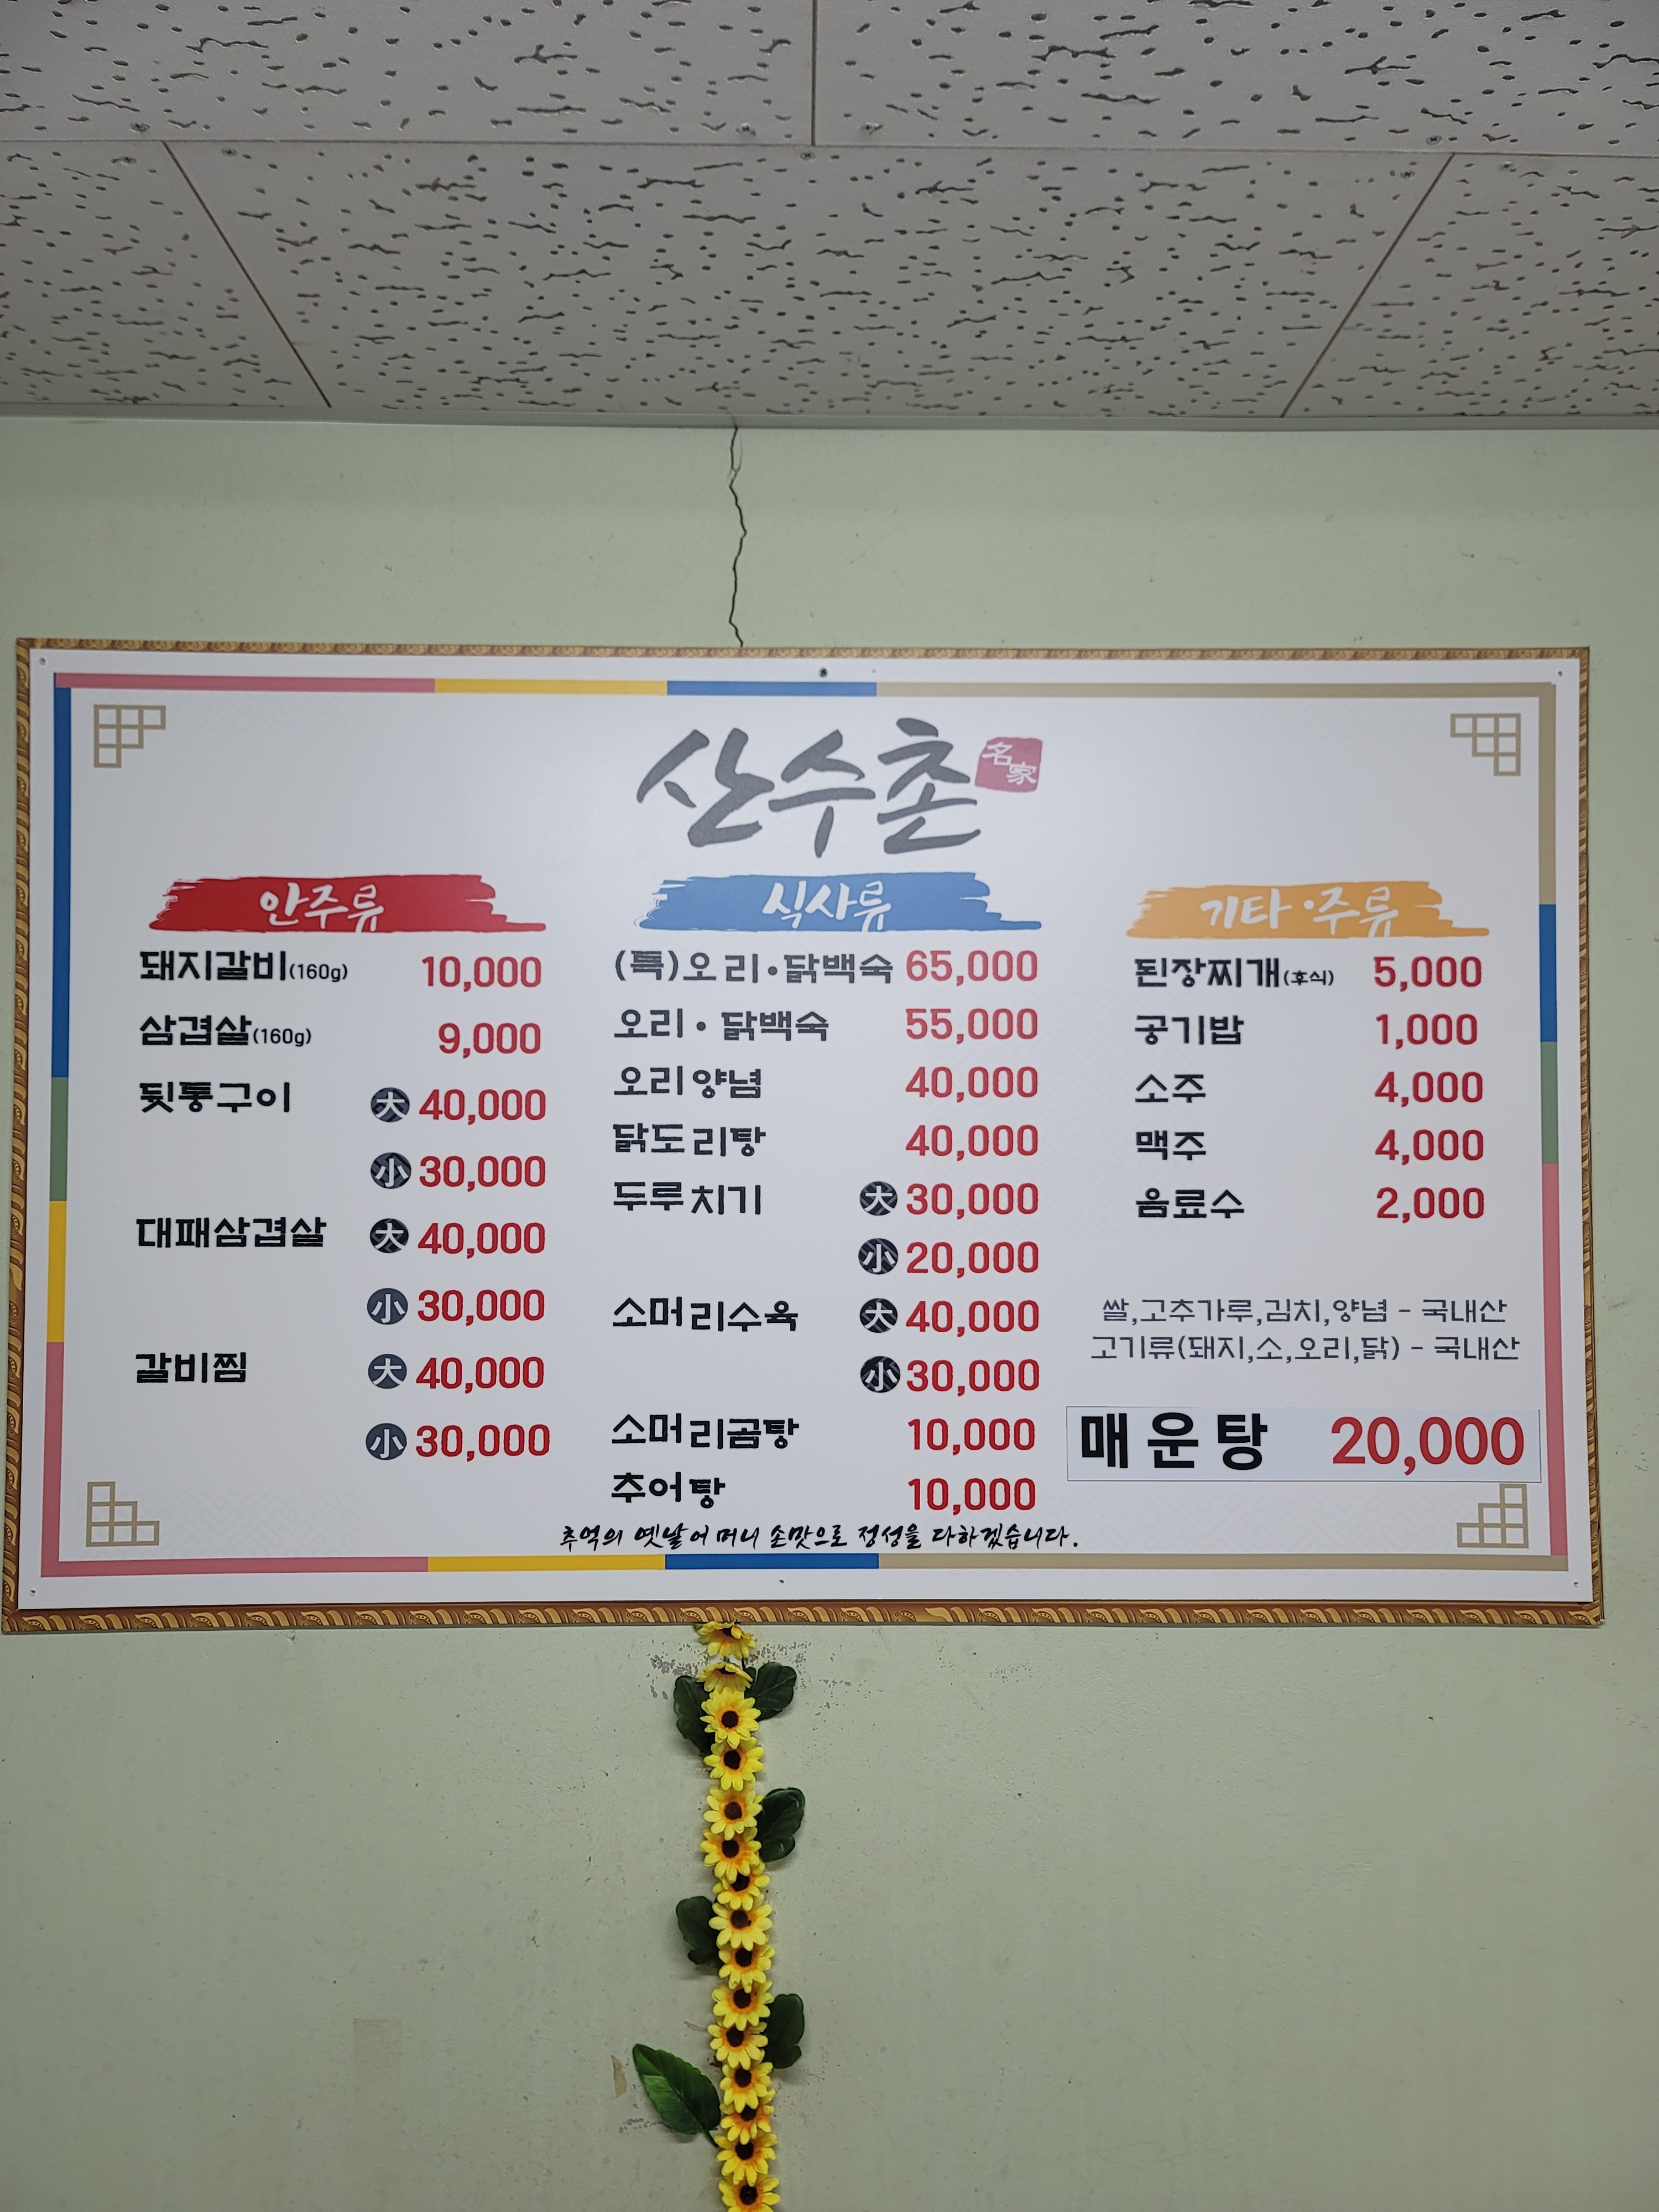 산수촌 名家
안주류
돼지갈비(160g) 10,000
삼겹살(160g) 9,000
뒷통구이 大 40,000
小 30,000
대패삼겹살 大 40,000
小 30,000
갈비찜 大 40,000
小 30,000
식사류
(특)오리·닭백숙 65,000
오리·닭백숙 55,000
오리양념 40,000
닭도리탕 40,000
두루치기 大 30,000
小 20,000
소머리수육 大 40,000
小 30,000
소머리곰탕 10,000
추어탕 10,000
기타·주류
된장찌개(후식) 5,000
공기밥 1,000
소주 4,000
맥주 4,000
음료수 2,000
쌀,고추가루,김치,양념 - 국내산
고기류(돼지,소,오리,닭) - 국내산
매운탕 20,000
추억의 옛날어머니 손맛으로 정성을 다하겠습니다.